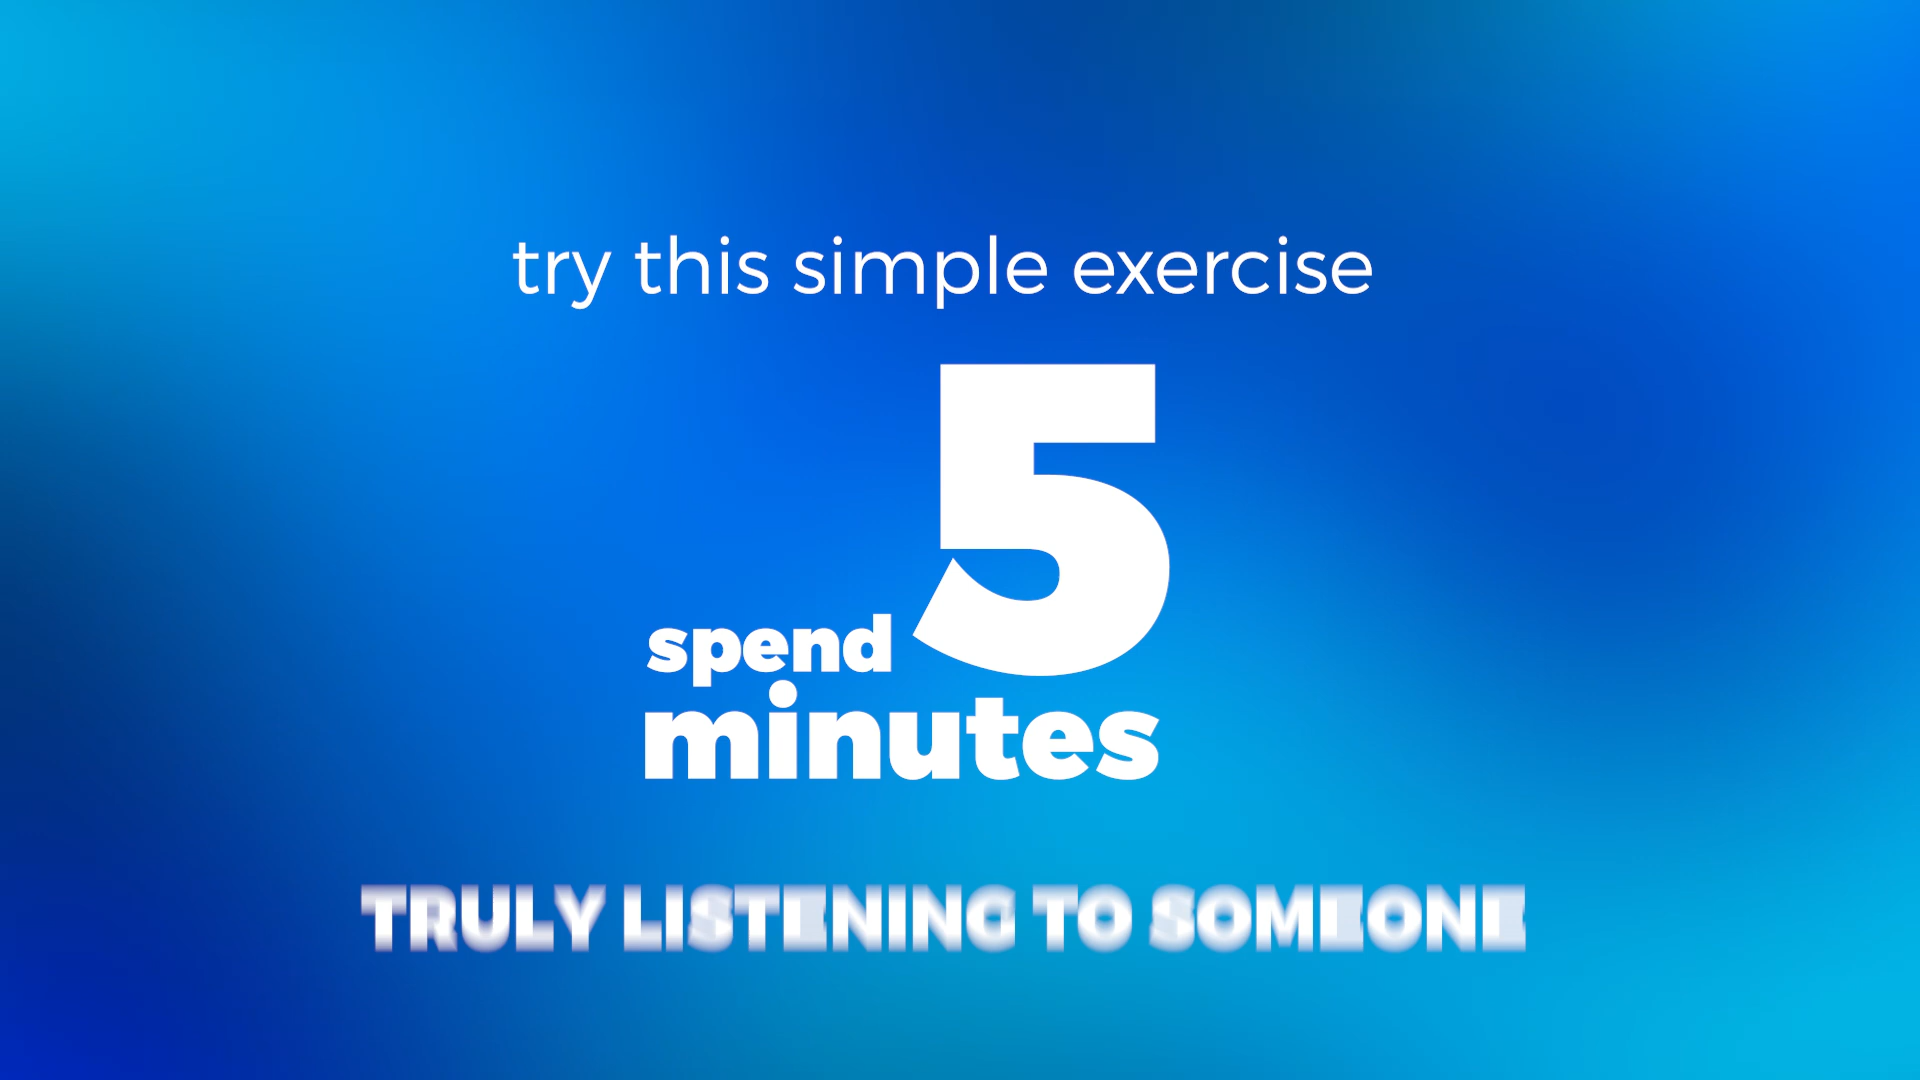 try this simple exercise
spend 5
minutes
TRULY LISTENING TO SOMEONE